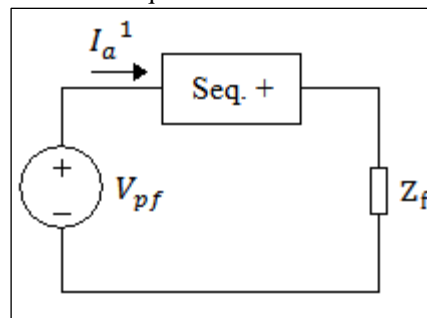 I_a^1
Seq. +
+
−
V_pf
Z_f